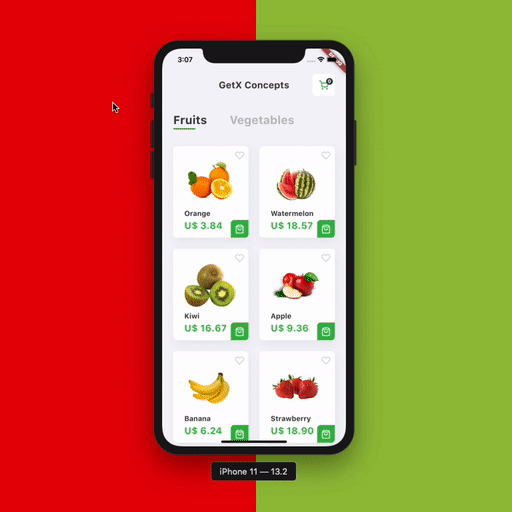 3:07
GetX Concepts
0
Fruits Vegetables
Orange
U$ 3.84
Watermelon
U$ 18.57
Kiwi
U$ 16.67
Apple
U$ 9.36
Banana
U$ 6.24
Strawberry
U$ 18.90
iPhone 11 — 13.2